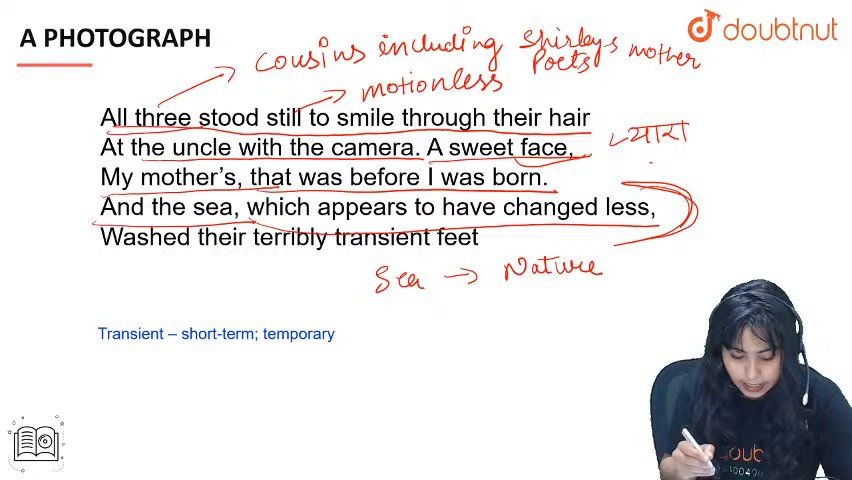 A PHOTOGRAPH
doubtnut
cousins including Shirleys mother
Poets
motionless
All three stood still to smile through their hair
At the uncle with the camera. A sweet face,
प्यारा
My mother's, that was before I was born.
And the sea, which appears to have changed less,
Washed their terribly transient feet
Sea → Nature
Transient – short-term; temporary